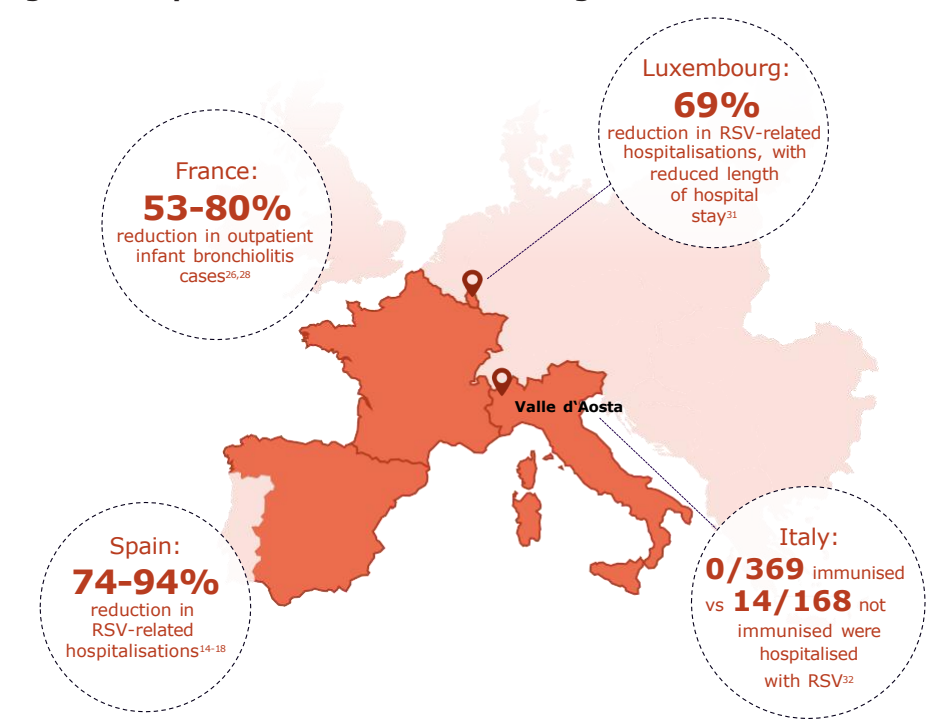 Luxembourg:
69%
reduction in RSV-related
hospitalisations, with
reduced length
of hospital
stay31
France:
53-80%
reduction in outpatient
infant bronchiolitis
cases26,28
Valle d'Aosta
Spain:
74-94%
reduction in
RSV-related
hospitalisations14-18
Italy:
0/369 immunised
vs 14/168 not
immunised were
hospitalised
with RSV32